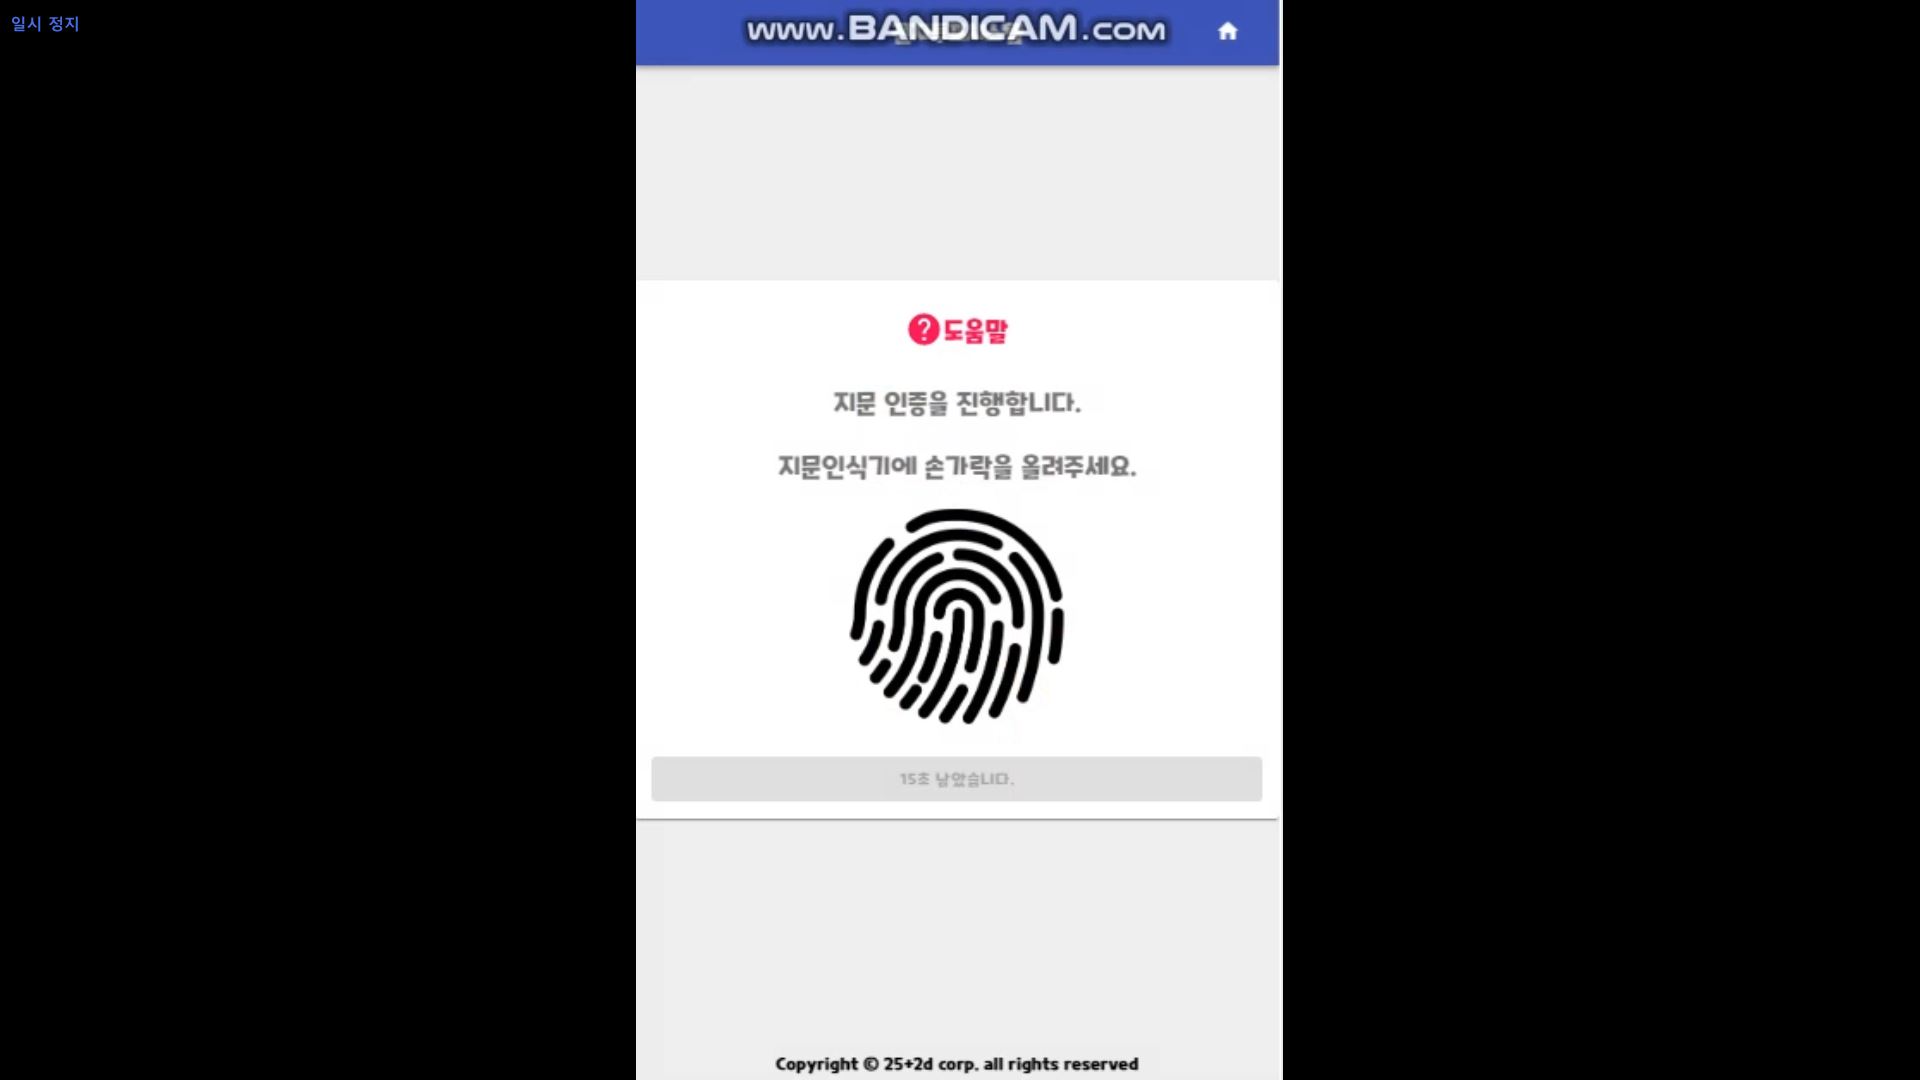 일시 정지
www.BANDICAM.com
도움말
지문 인증을 진행합니다.
지문인식기에 손가락을 올려주세요.
15초 남았습니다.
Copyright © 25+2d corp. all rights reserved